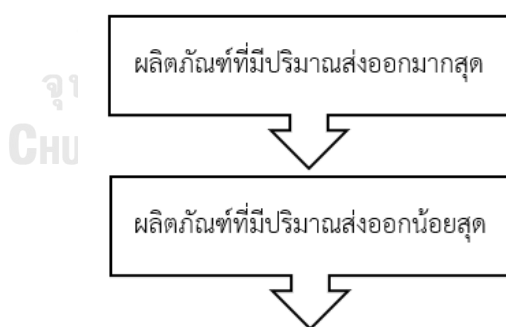 ผลิตภัณฑ์ที่มีปริมาณส่งออกมากสุด
จุ
CHU
ผลิตภัณฑ์ที่มีปริมาณส่งออกน้อยสุด